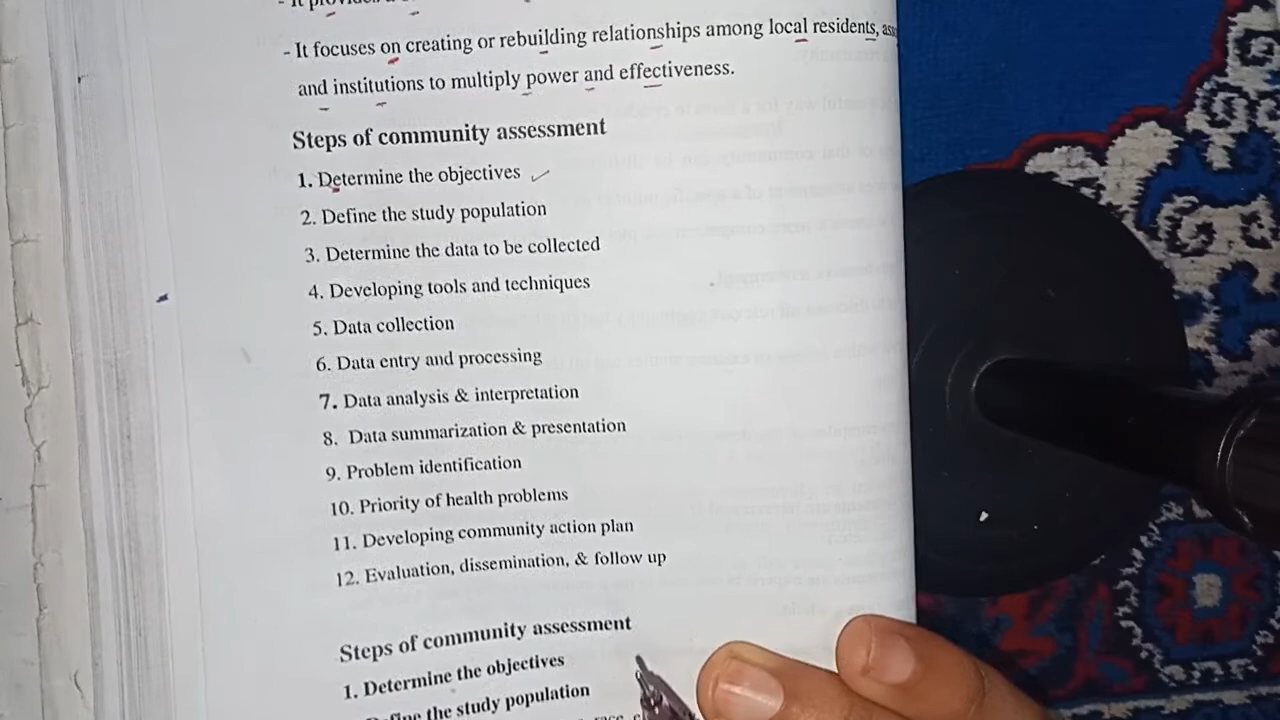 - It
- It focuses on creating or rebuilding relationships among local residents,
and institutions to multiply power and effectiveness.
Steps of community assessment
1. Determine the objectives
2. Define the study population
3. Determine the data to be collected
4. Developing tools and techniques
5. Data collection
6. Data entry and processing
7. Data analysis & interpretation
8. Data summarization & presentation
9. Problem identification
10. Priority of health problems
11. Developing community action plan
12. Evaluation, dissemination, & follow up
Steps of community assessment
1. Determine the objectives
the study population